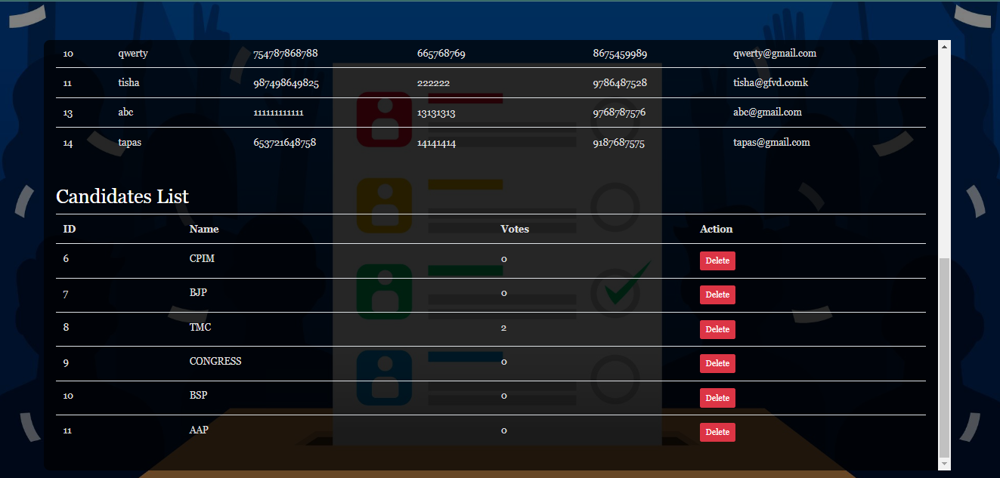 10 qwerty 754787868788 665768769 8675459989 qwerty@gmail.com
11 tisha 987498649825 222222 9786487528 tisha@gfvd.comk
13 abc 111111111111 13131313 9768787576 abc@gmail.com
14 tapas 653721648758 14141414 9187687575 tapas@gmail.com
Candidates List
ID Name Votes Action
6 CPIM 0 Delete
7 BJP 0 Delete
8 TMC 2 Delete
9 CONGRESS 0 Delete
10 BSP 0 Delete
11 AAP 0 Delete